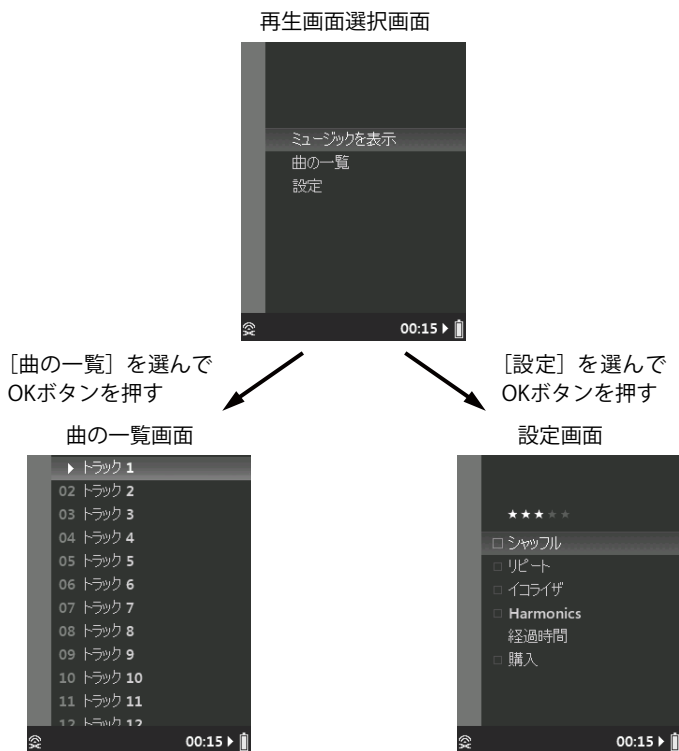 再生画面選択画面
ミュージックを表示
曲の一覧
設定
00:15
［曲の一覧］を選んで
OKボタンを押す
［設定］を選んで
OKボタンを押す
曲の一覧画面
トラック 1
02 トラック 2
03 トラック 3
04 トラック 4
05 トラック 5
06 トラック 6
07 トラック 7
08 トラック 8
09 トラック 9
10 トラック 10
11 トラック 11
12 トラック 12
00:15
設定画面
★★★★★
シャッフル
リピート
イコライザ
Harmonics
経過時間
購入
00:15